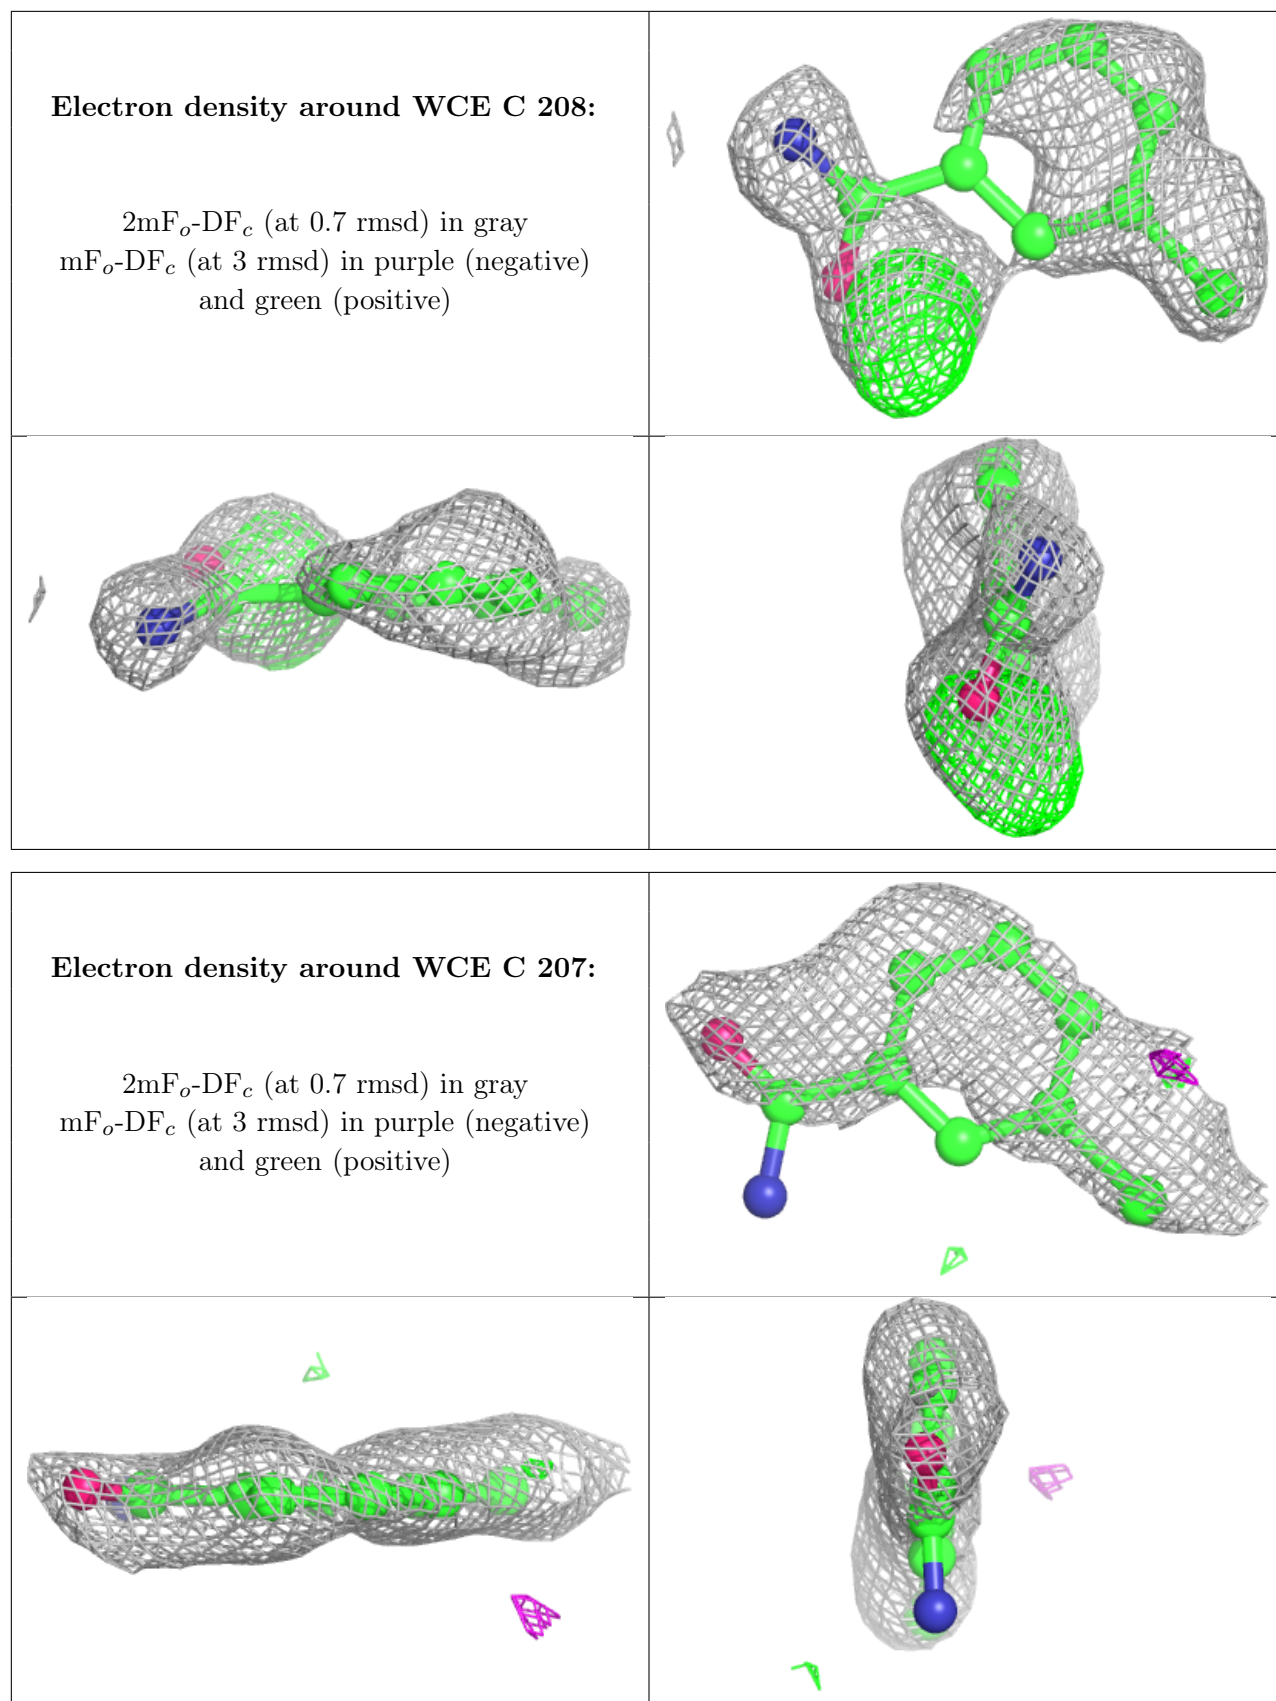 Electron density around WCE C 208:
2mFo-DFc (at 0.7 rmsd) in gray
mFo-DFc (at 3 rmsd) in purple (negative)
and green (positive)
Electron density around WCE C 207:
2mFo-DFc (at 0.7 rmsd) in gray
mFo-DFc (at 3 rmsd) in purple (negative)
and green (positive)